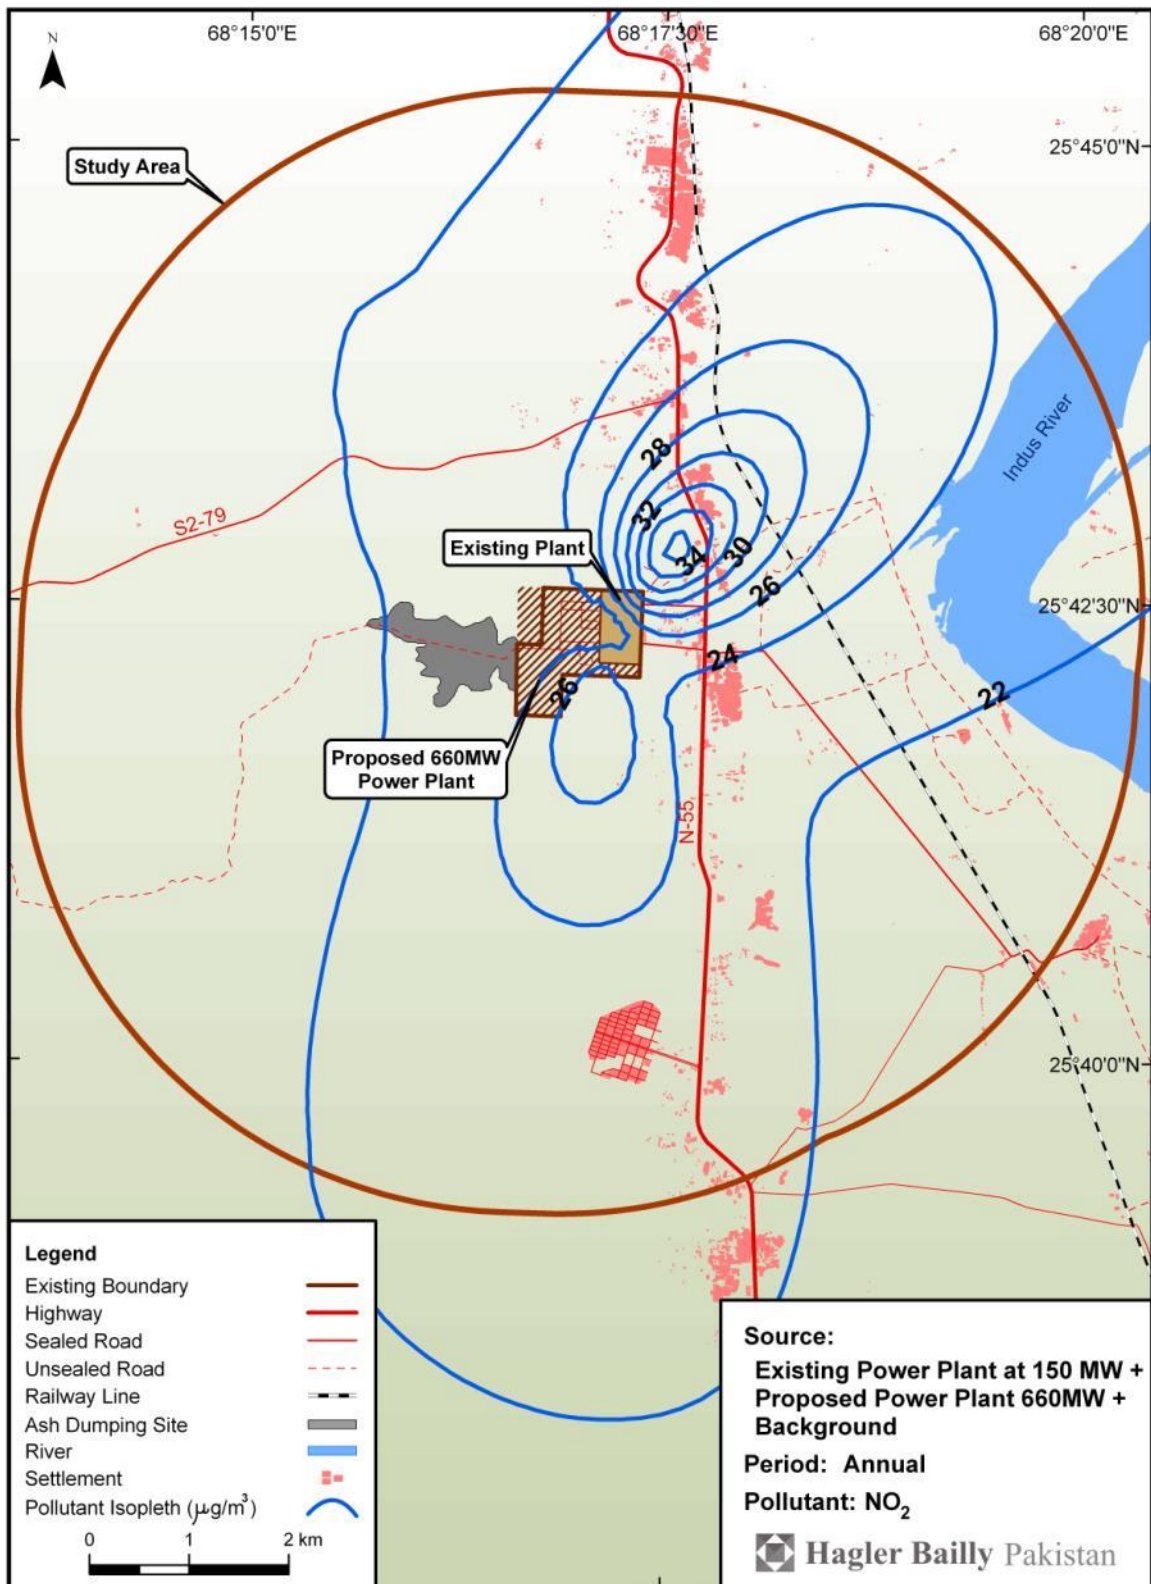 N
68°15'0"E
68°17'30"E
68°20'0"E
25°45'0"N
Study Area
Indus River
28
S2-79
32
Existing Plant
34
30
26
25°42'30"N
24
26
22
Proposed 660MW
Power Plant
N-55
25°40'0"N
Legend
Existing Boundary
Highway
Sealed Road
Unsealed Road
Railway Line
Ash Dumping Site
River
Settlement
Pollutant Isopleth (µg/m³)
0 1 2 km
Source:
Existing Power Plant at 150 MW +
Proposed Power Plant 660MW +
Background
Period: Annual
Pollutant: NO₂
Hagler Bailly Pakistan